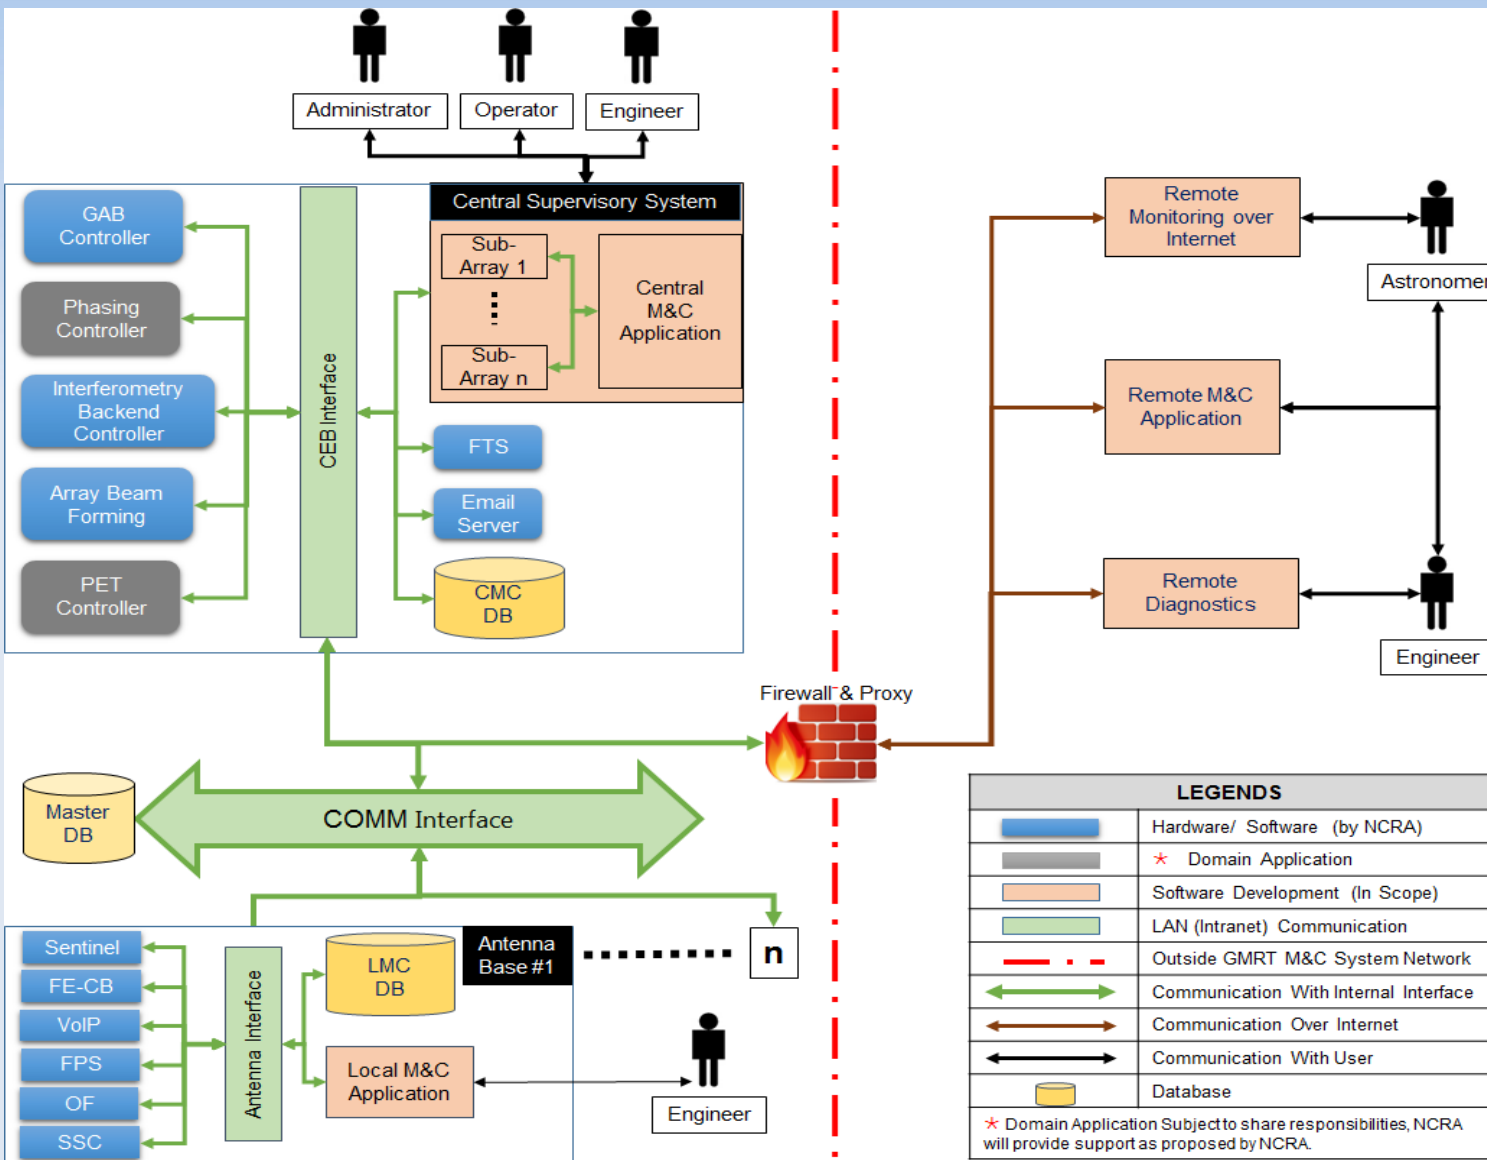 Administrator
Operator
Engineer
GAB
Controller
Phasing
Controller
Interferometry
Backend
Controller
Array Beam
Forming
PET
Controller
CEB Interface
Central Supervisory System
Sub-
Array 1
Sub-
Array n
Central
M&C
Application
FTS
Email
Server
CMC
DB
Remote
Monitoring over
Internet
Astronomer
Remote M&C
Application
Remote
Diagnostics
Engineer
Firewall & Proxy
Master
DB
COMM Interface
Sentinel
FE-CB
VoIP
FPS
OF
SSC
Antenna Interface
LMC
DB
Local M&C
Application
Antenna
Base #1
n
Engineer
LEGENDS
Hardware/ Software (by NCRA)
* Domain Application
Software Development (In Scope)
LAN (Intranet) Communication
Outside GMRT M&C System Network
Communication With Internal Interface
Communication Over Internet
Communication With User
Database
* Domain Application Subject to share responsibilities, NCRA
will provide support as proposed by NCRA.